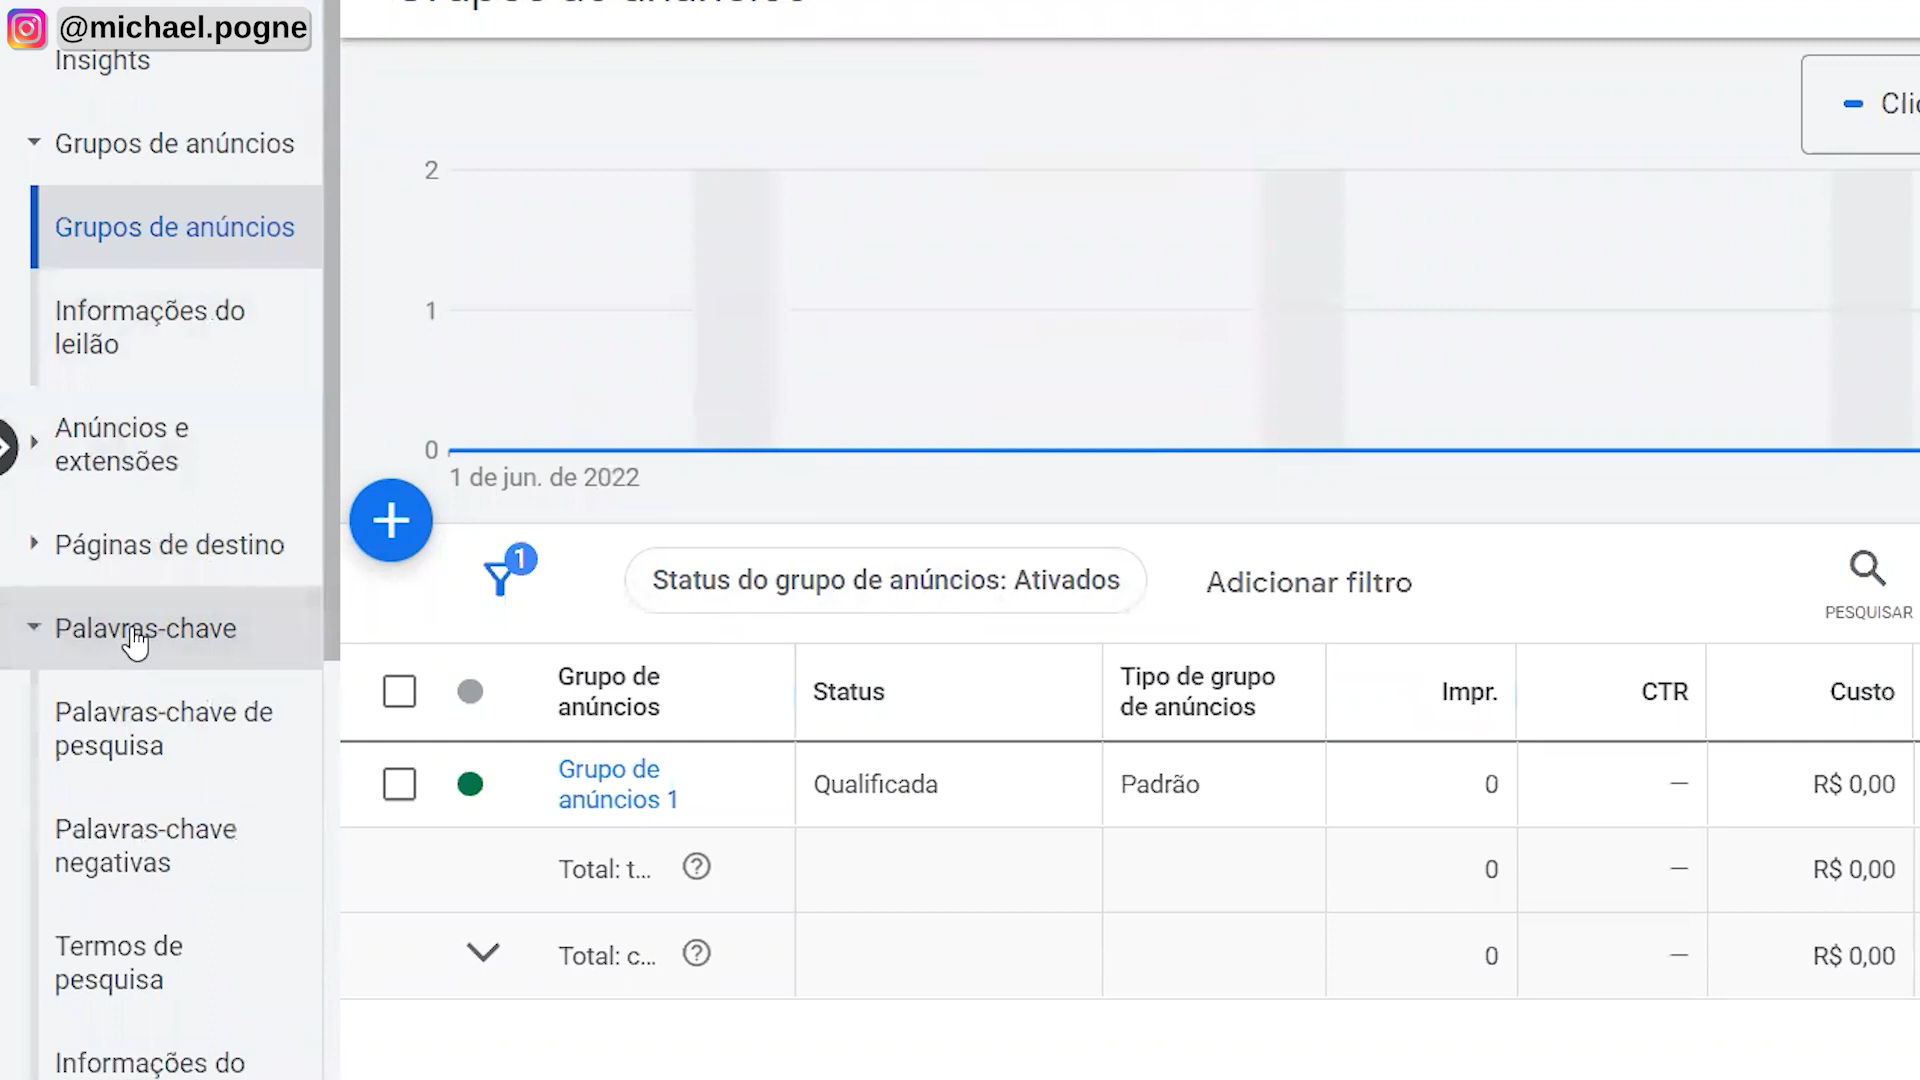 @michael.pogne
Insights
Grupos de anúncios
Grupos de anúncios
Informações do
leilão
Anúncios e
extensões
Páginas de destino
Palavras-chave
Palavras-chave de
pesquisa
Palavras-chave
negativas
Termos de
pesquisa
Informações do
Grupos de anúncios
2
1
0
1 de jun. de 2022
1
Status do grupo de anúncios: Ativados
Adicionar filtro
PESQUISAR
Grupo de
anúncios
Status
Tipo de grupo
de anúncios
Impr.
CTR
Custo
Grupo de
anúncios 1
Qualificada
Padrão
0
—
R$ 0,00
Total: t...
0
—
R$ 0,00
Total: c...
0
—
R$ 0,00